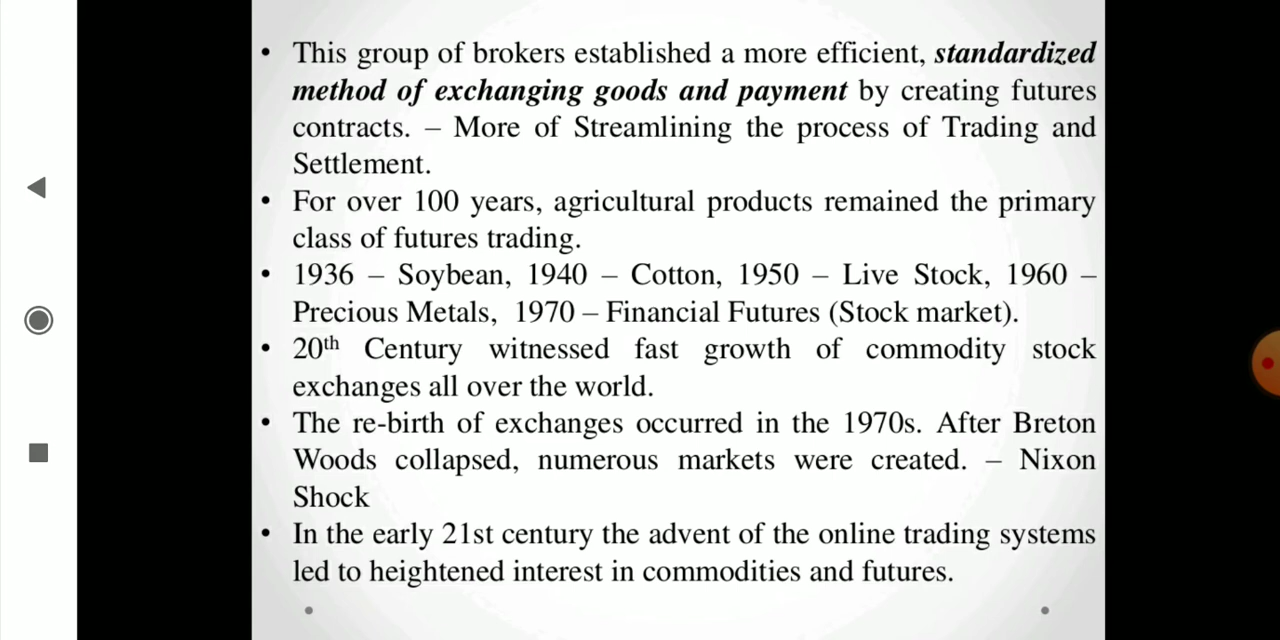 • This group of brokers established a more efficient, standardized
method of exchanging goods and payment by creating futures
contracts. – More of Streamlining the process of Trading and
Settlement.
• For over 100 years, agricultural products remained the primary
class of futures trading.
• 1936 – Soybean, 1940 – Cotton, 1950 – Live Stock, 1960 –
Precious Metals, 1970 – Financial Futures (Stock market).
• 20th Century witnessed fast growth of commodity stock
exchanges all over the world.
• The re-birth of exchanges occurred in the 1970s. After Breton
Woods collapsed, numerous markets were created. – Nixon
Shock
• In the early 21st century the advent of the online trading systems
led to heightened interest in commodities and futures.